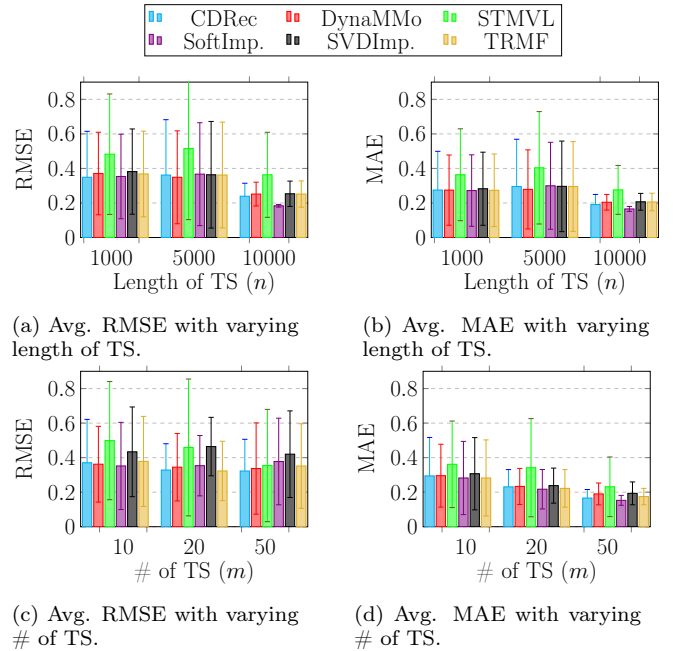 CDRec DynaMMo STMVL
SoftImp. SVDImp. TRMF
RMSE
0.8
0.6
0.4
0.2
0
1000 5000 10000
Length of TS (n)
MAE
0.8
0.6
0.4
0.2
0
1000 5000 10000
Length of TS (n)
(a) Avg. RMSE with varying
length of TS.
(b) Avg. MAE with varying
length of TS.
RMSE
0.8
0.6
0.4
0.2
0
10 20 50
# of TS (m)
MAE
0.8
0.6
0.4
0.2
0
10 20 50
# of TS (m)
(c) Avg. RMSE with varying
# of TS.
(d) Avg. MAE with varying
# of TS.